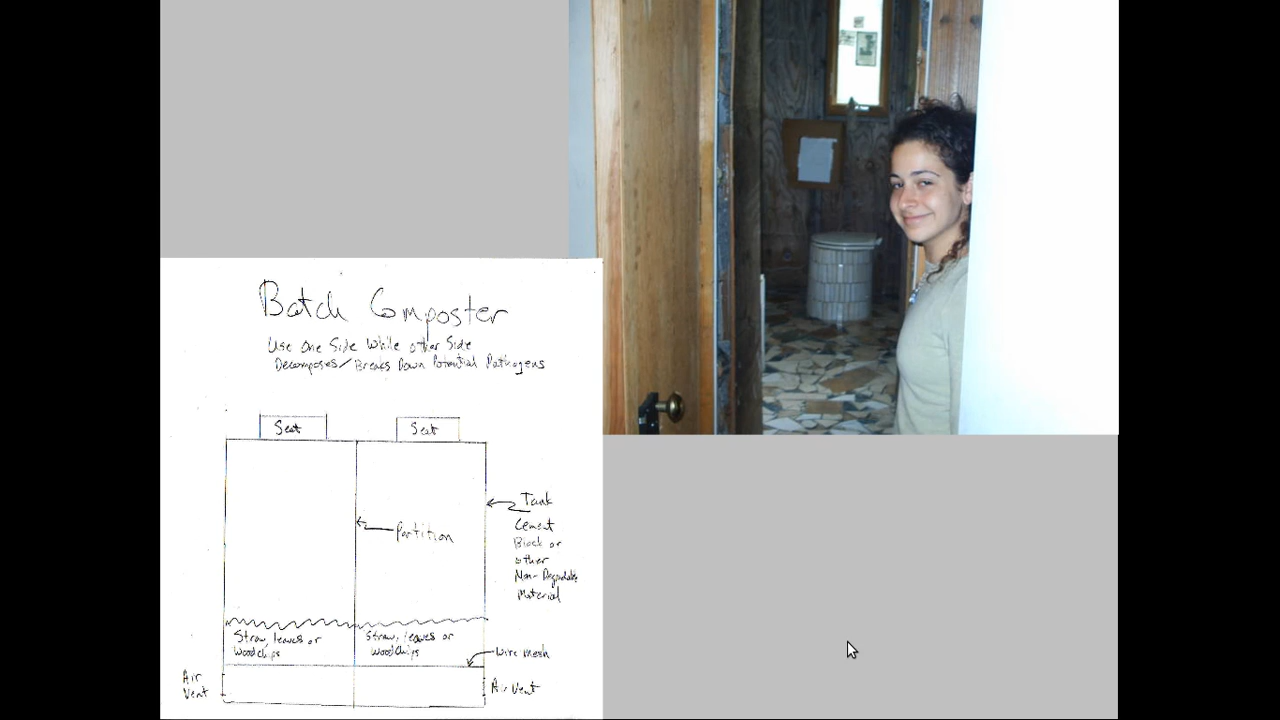 Batch Composter
Use One Side While other Side
Decomposes/Breaks Down Potential Pathogens
Seat Seat
Tank
Cement
Block or
other
Non-Degradable
Material
Partition
Straw, leaves or
woodchips
Straw, leaves or
woodchips
wire mesh
Air
Vent
Air Vent